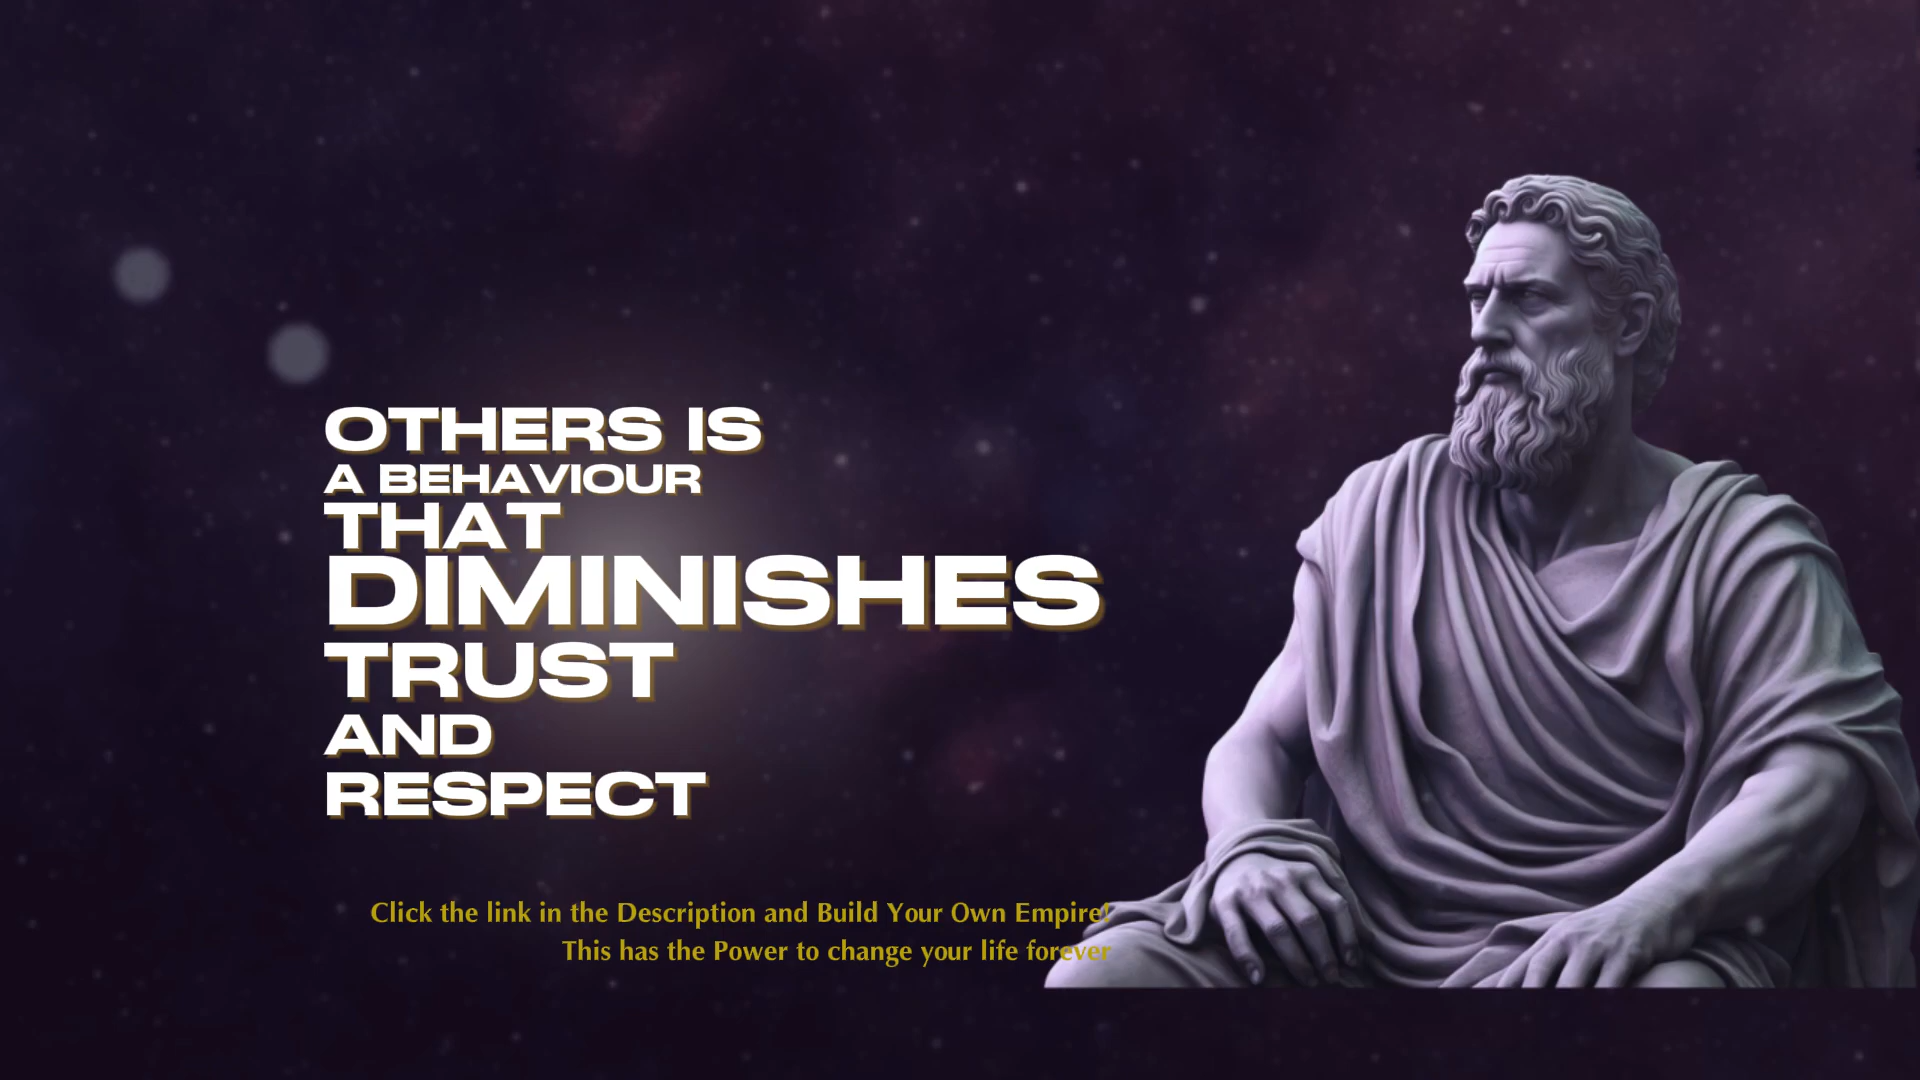 OTHERS IS
A BEHAVIOUR
THAT
DIMINISHES
TRUST
AND
RESPECT
Click the link in the Description and Build Your Own Empire!
This has the Power to change your life forever